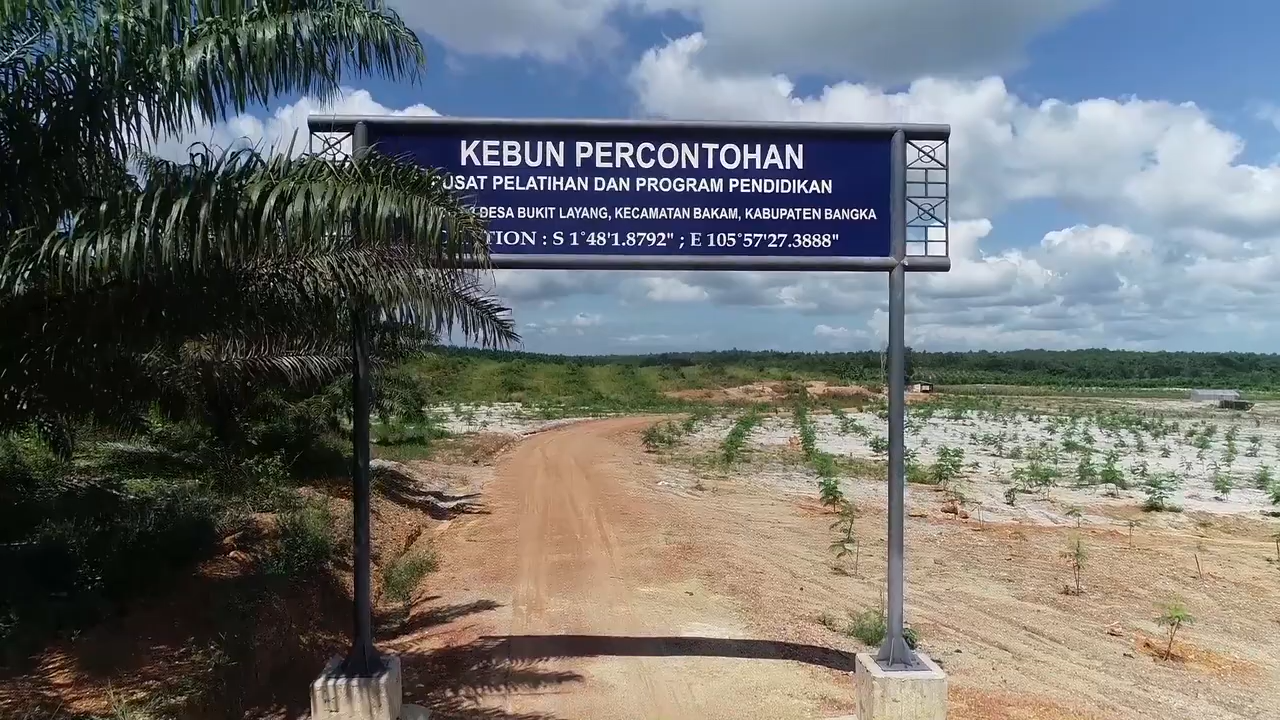 KEBUN PERCONTOHAN
PUSAT PELATIHAN DAN PROGRAM PENDIDIKAN
DESA BUKIT LAYANG, KECAMATAN BAKAM, KABUPATEN BANGKA
: S 1°48'1.8792" ; E 105°57'27.3888"